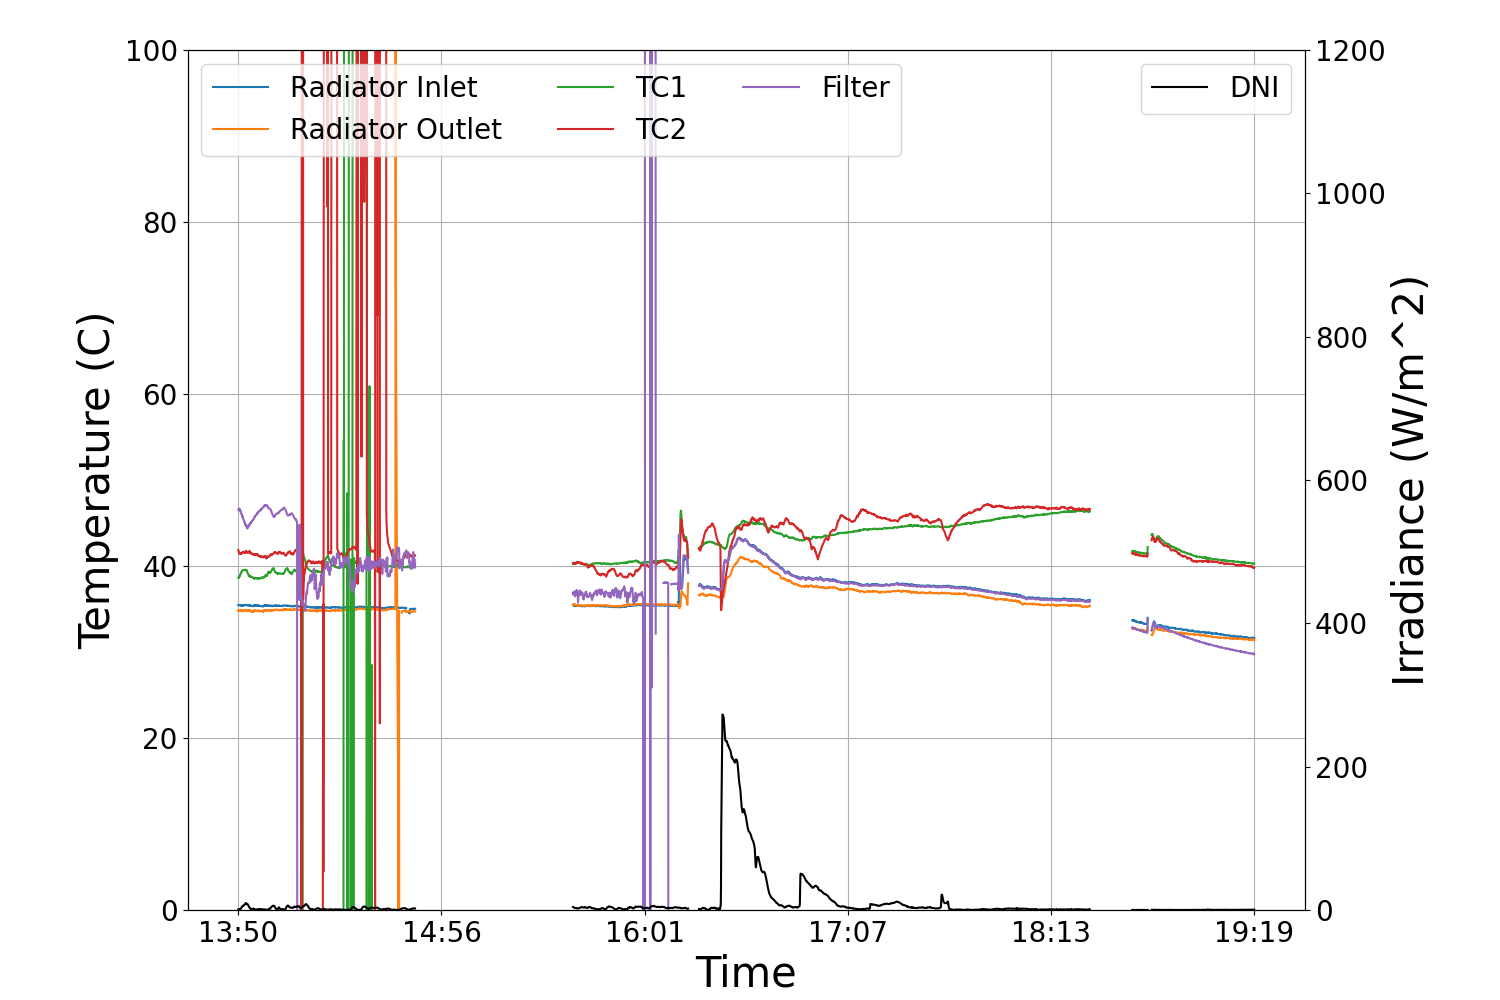 100
80
60
40
20
0
Temperature (C)
Radiator Inlet
Radiator Outlet
TC1
TC2
Filter
DNI
1200
1000
800
600
400
200
0
Irradiance (W/m^2)
13:50
14:56
16:01
17:07
18:13
19:19
Time